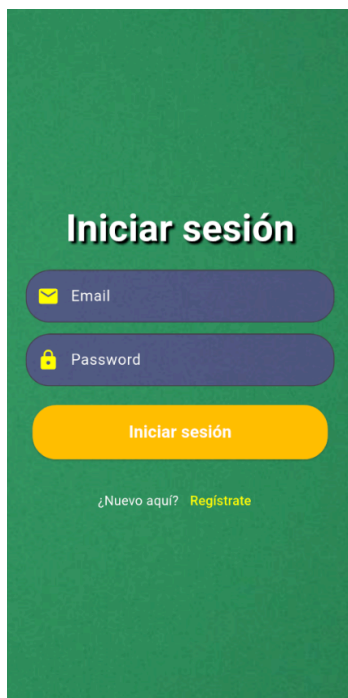 Iniciar sesión
Email
Password
Iniciar sesión
¿Nuevo aquí? Regístrate